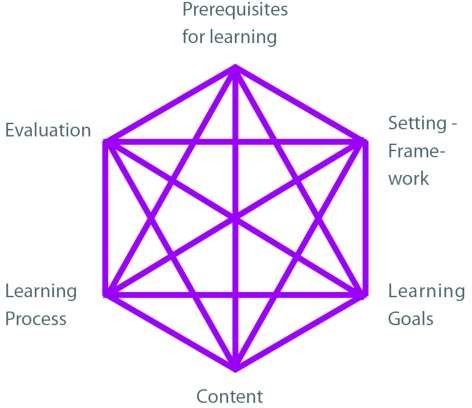 Prerequisites
for learning
Evaluation
Setting -
Frame-
work
Learning
Process
Learning
Goals
Content